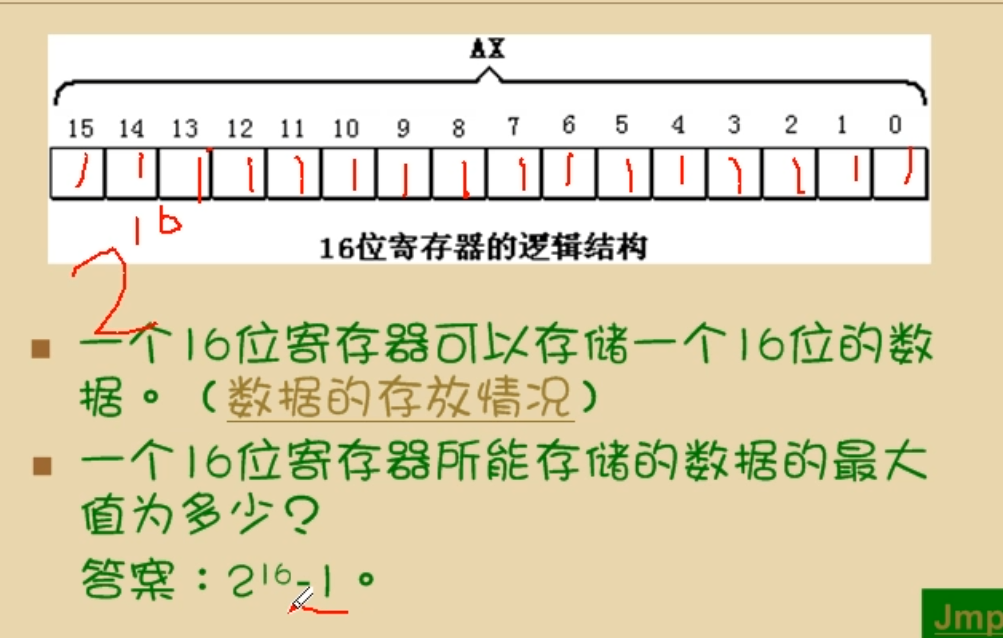 AX
15 14 13 12 11 10 9 8 7 6 5 4 3 2 1 0
1 1 1 1 1 1 1 1 1 1 1 1 1 1 1 1
2^16
16位寄存器的逻辑结构
一个16位寄存器可以存储一个16位的数
据。（数据的存放情况）
一个16位寄存器所能存储的数据的最大
值为多少？
答案：2¹⁶-1。
Jmp